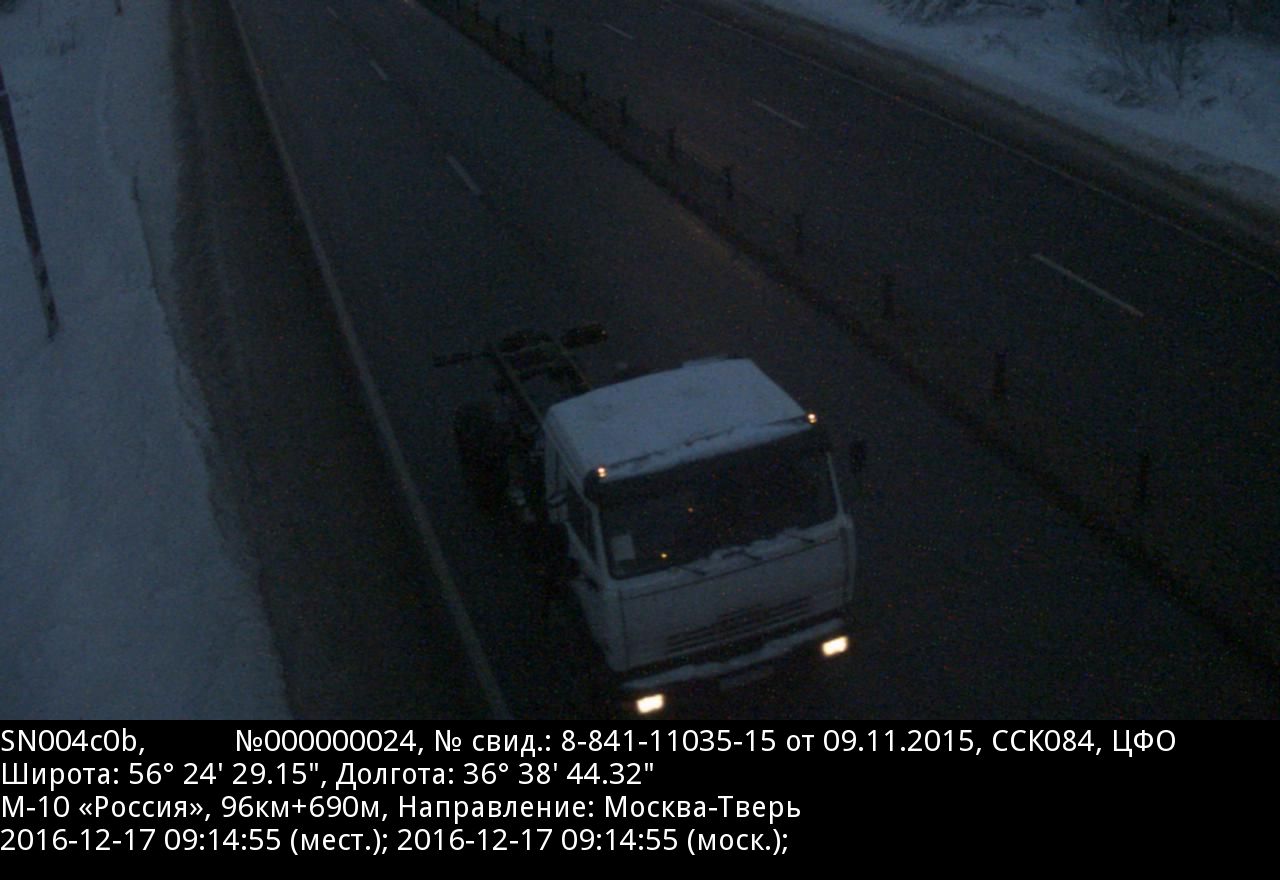 SN004c0b, №000000024, № свид.: 8-841-11035-15 от 09.11.2015, ССК084, ЦФО
Широта: 56° 24' 29.15", Долгота: 36° 38' 44.32"
М-10 «Россия», 96км+690м, Направление: Москва-Тверь
2016-12-17 09:14:55 (мест.); 2016-12-17 09:14:55 (моск.);